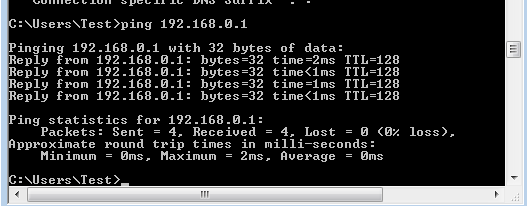 Connection specific DNS Suffix  . :
C:\Users\Test>ping 192.168.0.1
Pinging 192.168.0.1 with 32 bytes of data:
Reply from 192.168.0.1: bytes=32 time=2ms TTL=128
Reply from 192.168.0.1: bytes=32 time<1ms TTL=128
Reply from 192.168.0.1: bytes=32 time=1ms TTL=128
Reply from 192.168.0.1: bytes=32 time<1ms TTL=128
Ping statistics for 192.168.0.1:
    Packets: Sent = 4, Received = 4, Lost = 0 (0% loss),
Approximate round trip times in milli-seconds:
    Minimum = 0ms, Maximum = 2ms, Average = 0ms
C:\Users\Test>_